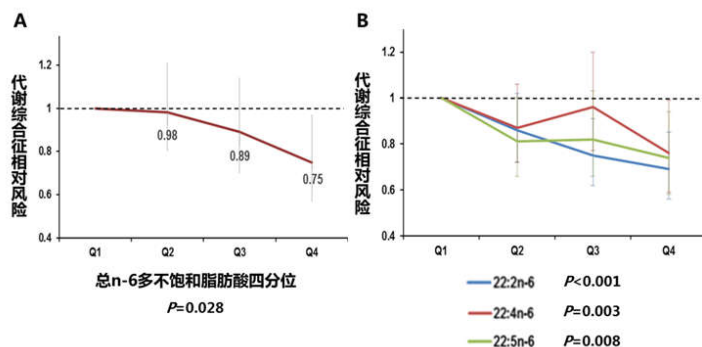 A
代谢综合征相对风险
1.2
1
0.8
0.6
0.4
0.98
0.89
0.75
Q1 Q2 Q3 Q4
总n-6多不饱和脂肪酸四分位
P=0.028
B
代谢综合征相对风险
1.2
1
0.8
0.6
0.4
Q1 Q2 Q3 Q4
22:2n-6 P<0.001
22:4n-6 P=0.003
22:5n-6 P=0.008